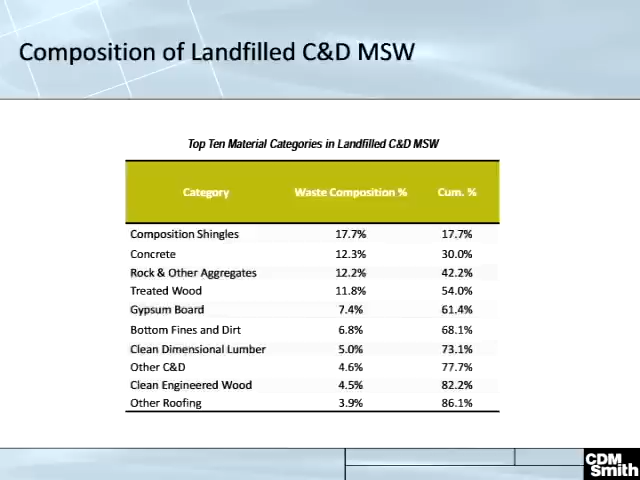 Composition of Landfilled C&D MSW
Top Ten Material Categories in Landfilled C&D MSW
Category Waste Composition % Cum. %
Composition Shingles 17.7% 17.7%
Concrete 12.3% 30.0%
Rock & Other Aggregates 12.2% 42.2%
Treated Wood 11.8% 54.0%
Gypsum Board 7.4% 61.4%
Bottom Fines and Dirt 6.8% 68.1%
Clean Dimensional Lumber 5.0% 73.1%
Other C&D 4.6% 77.7%
Clean Engineered Wood 4.5% 82.2%
Other Roofing 3.9% 86.1%
CDM
Smith